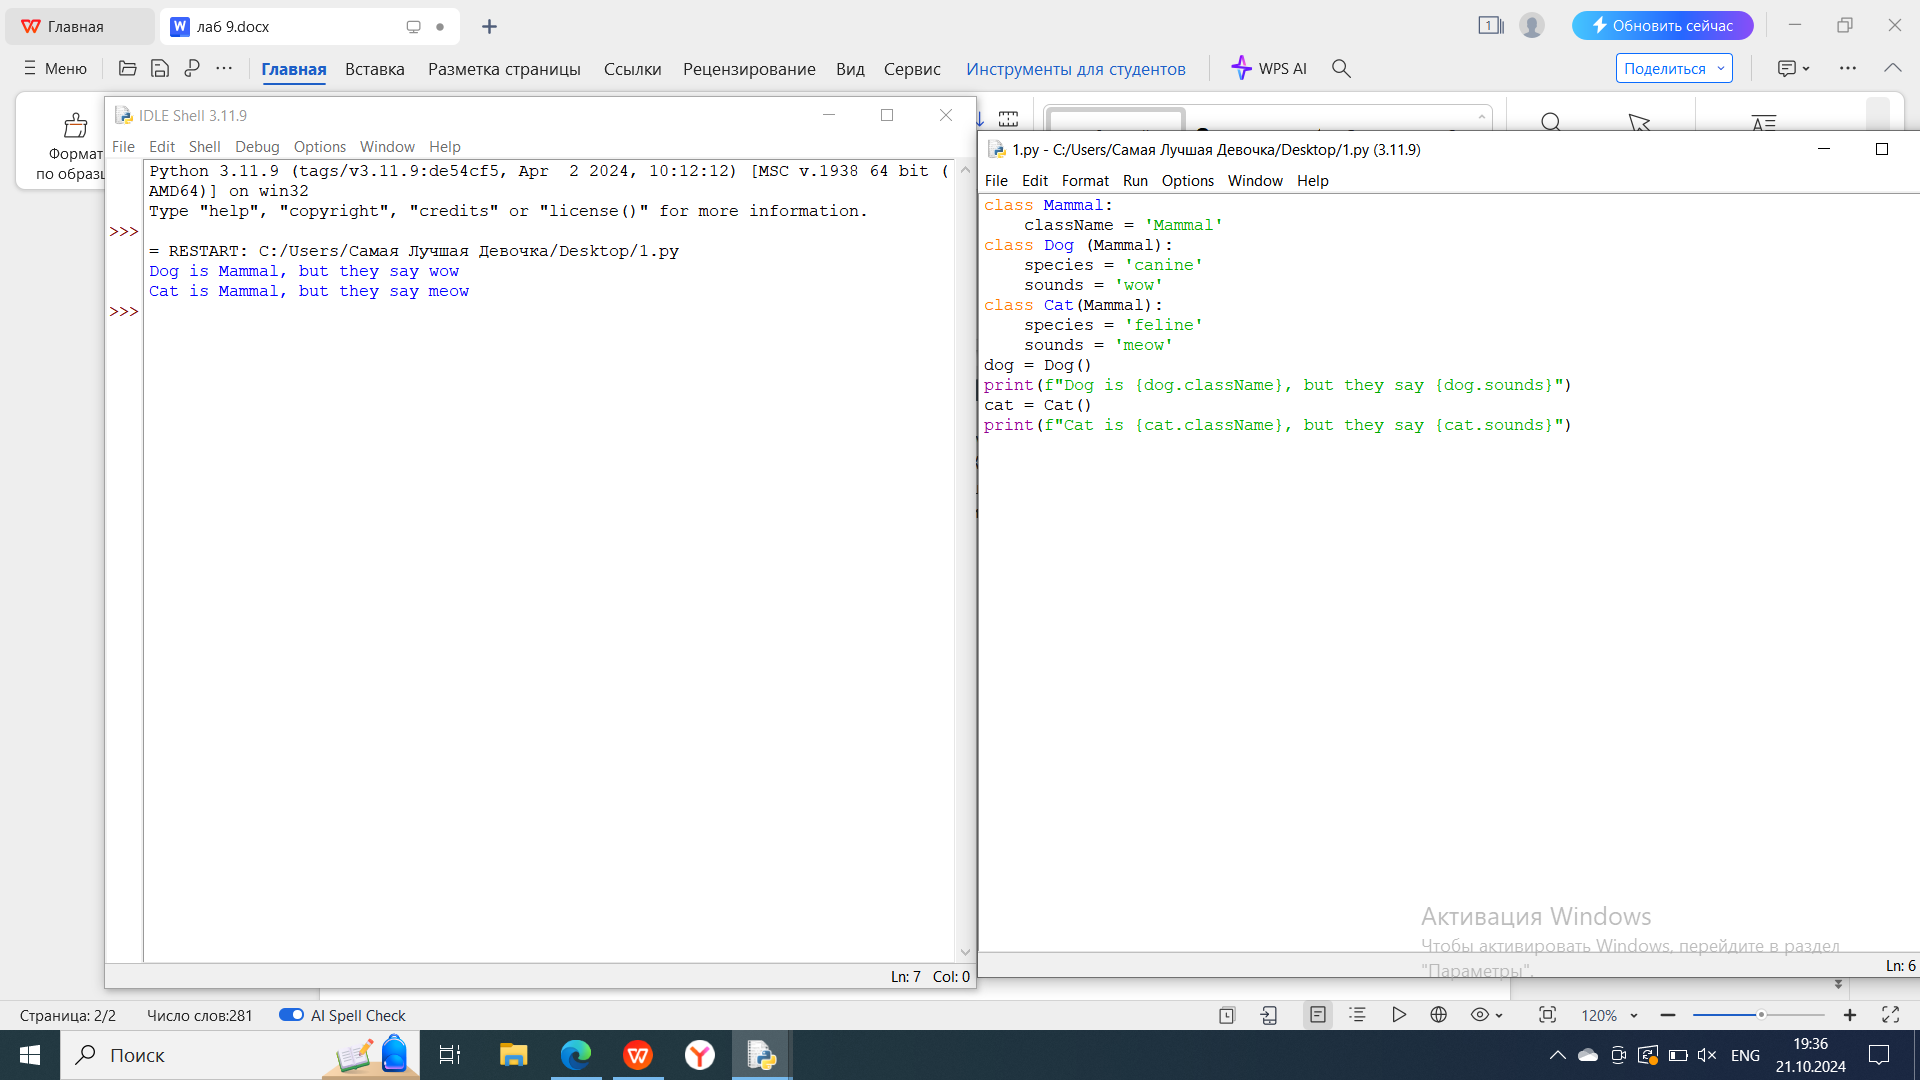 Главная
лаб 9.docx
1
Обновить сейчас
Меню
Главная
Вставка
Разметка страницы
Ссылки
Рецензирование
Вид
Сервис
Инструменты для студентов
WPS AI
Поделиться
Формат
по образц
IDLE Shell 3.11.9
File Edit Shell Debug Options Window Help
Python 3.11.9 (tags/v3.11.9:de54cf5, Apr  2 2024, 10:12:12) [MSC v.1938 64 bit (
AMD64)] on win32
Type "help", "copyright", "credits" or "license()" for more information.
>>>
= RESTART: C:/Users/Самая Лучшая Девочка/Desktop/1.py
Dog is Mammal, but they say wow
Cat is Mammal, but they say meow
>>>
Ln: 7 Col: 0
1.py - C:/Users/Самая Лучшая Девочка/Desktop/1.py (3.11.9)
File Edit Format Run Options Window Help
class Mammal:
    className = 'Mammal'
class Dog (Mammal):
    species = 'canine'
    sounds = 'wow'
class Cat(Mammal):
    species = 'feline'
    sounds = 'meow'
dog = Dog()
print(f"Dog is {dog.className}, but they say {dog.sounds}")
cat = Cat()
print(f"Cat is {cat.className}, but they say {cat.sounds}")
Активация Windows
Чтобы активировать Windows, перейдите в раздел
"Параметры".
Ln: 6
Страница: 2/2
Число слов:281
AI Spell Check
120%
Поиск
ENG
19:36
21.10.2024